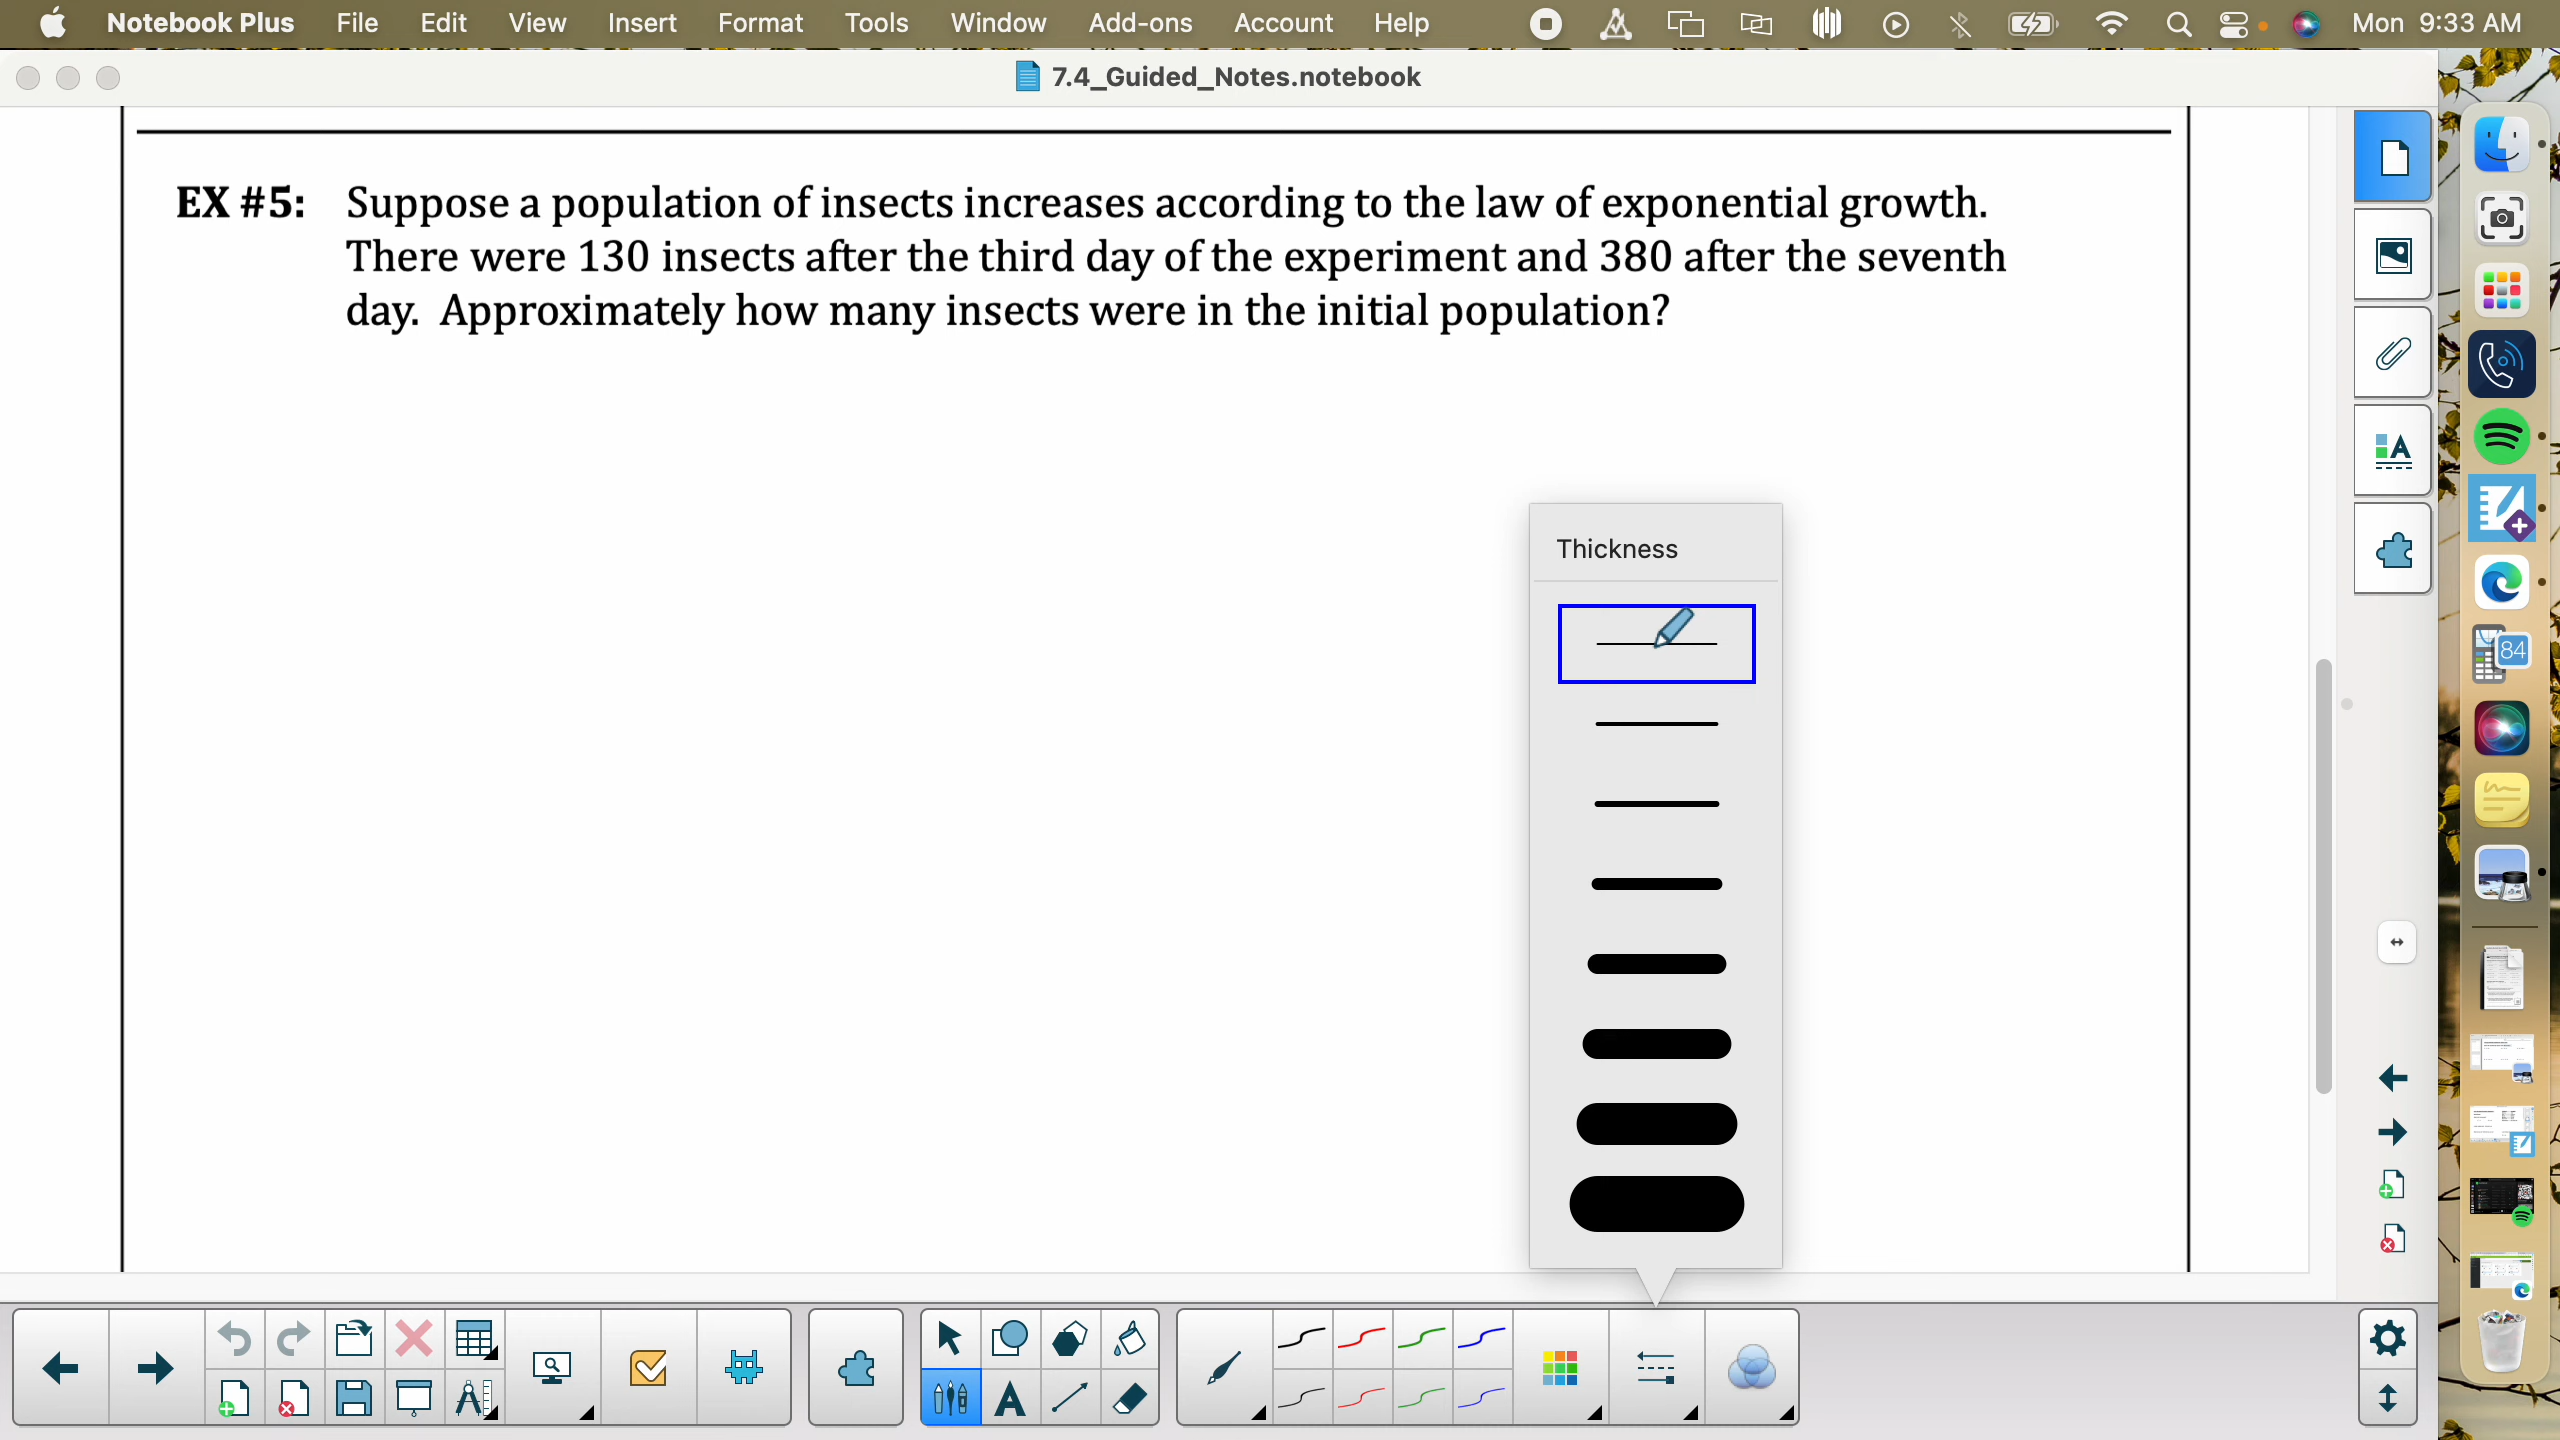 Notebook Plus File Edit View Insert Format Tools Window Add-ons Account Help Mon 9:33 AM
7.4_Guided_Notes.notebook
EX #5: Suppose a population of insects increases according to the law of exponential growth.
There were 130 insects after the third day of the experiment and 380 after the seventh
day. Approximately how many insects were in the initial population?
Thickness
84